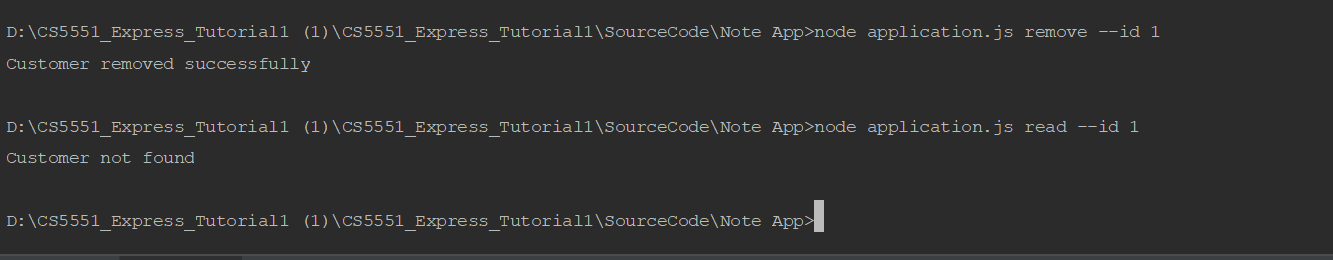 D:\CS5551_Express_Tutorial1 (1)\CS5551_Express_Tutorial1\SourceCode\Note App>node application.js remove --id 1
Customer removed successfully
D:\CS5551_Express_Tutorial1 (1)\CS5551_Express_Tutorial1\SourceCode\Note App>node application.js read --id 1
Customer not found
D:\CS5551_Express_Tutorial1 (1)\CS5551_Express_Tutorial1\SourceCode\Note App>